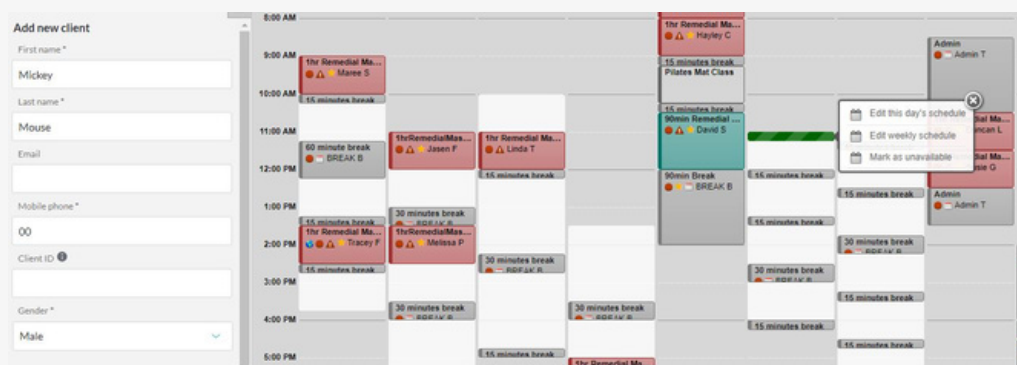 Add new client
First name *
Mickey
Last name *
Mouse
Email
Mobile phone *
00
Client ID
Gender *
Male
8:00 AM
9:00 AM
10:00 AM
11:00 AM
12:00 PM
1:00 PM
2:00 PM
3:00 PM
4:00 PM
5:00 PM
1hr Remedial Ma...
Maree S
15 minutes break
60 minute break
BREAK B
15 minutes break
1hr Remedial Ma...
Tracey F
15 minutes break
1hrRemedialMas...
Jasen F
30 minutes break
BREAK B
1hrRemedialMas...
Melissa P
30 minutes break
BREAK B
1hr Remedial Ma...
Linda T
15 minutes break
30 minutes break
BREAK B
15 minutes break
30 minutes break
BREAK B
1hr Remedial Ma...
1hr Remedial Ma...
Hayley C
15 minutes break
Pilates Mat Class
15 minutes break
90min Remedial ...
David S
90min Break
BREAK B
15 minutes break
15 minutes break
30 minutes break
BREAK B
15 minutes break
15 minutes break
30 minutes break
BREAK B
15 minutes break
15 minutes break
Admin
Admin T
Edit this day's schedule
Edit weekly schedule
Mark as unavailable
Admin
Admin T